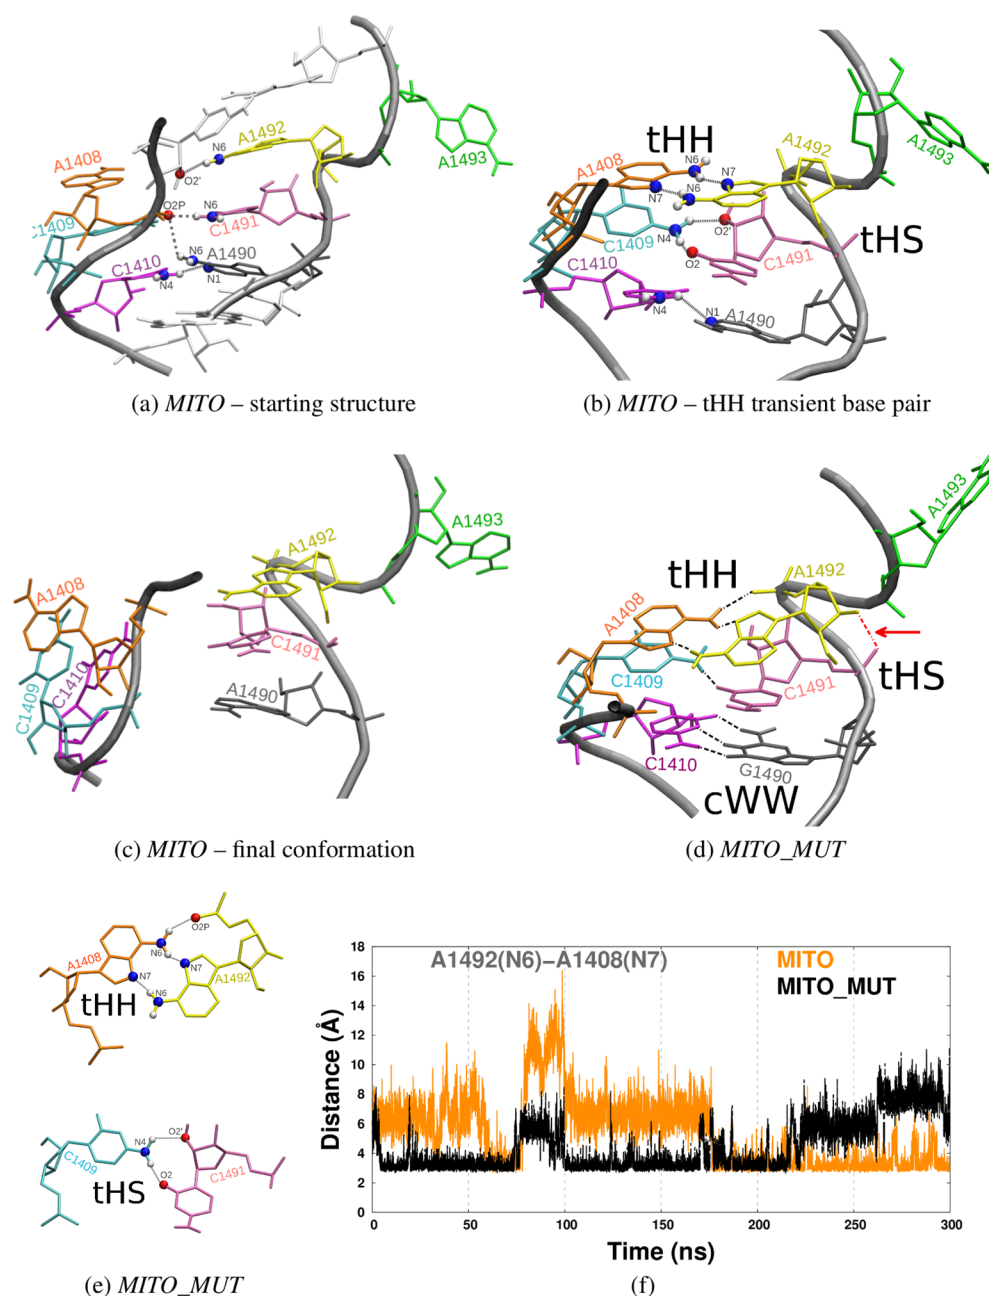 N6
A1492
O2'
A1493
A1408
O2P
N6
C1491
C1409
N6
A1490
C1410
N4
N1
(a) MITO – starting structure
tHH
A1408
N6
N7
A1492
A1493
N7
N6
C1409
N4
O2'
O2
C1491
tHS
C1410
N4
N1
A1490
(b) MITO – tHH transient base pair
A1493
A1492
A1408
C1410
C1409
C1491
A1490
(c) MITO – final conformation
A1493
tHH
A1492
A1408
C1409
C1491
tHS
C1410
G1490
cWW
(d) MITO_MUT
O2P
N6
A1408
N7
N7
A1492
N6
tHH
N4
O2'
C1409
O2
C1491
tHS
(e) MITO_MUT
A1492(N6)–A1408(N7)
MITO
MITO_MUT
Distance (Å)
18
16
14
12
10
8
6
4
2
0
0 50 100 150 200 250 300
Time (ns)
(f)